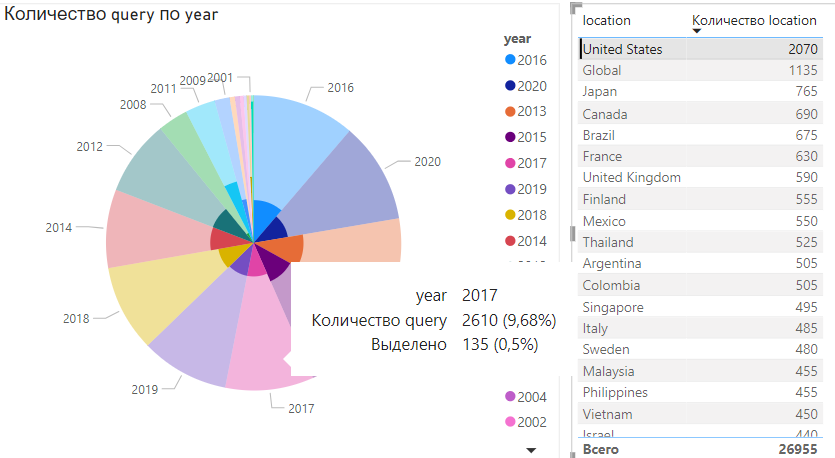 Количество query по year
year
2016
2020
2013
2015
2017
2019
2018
2014
2004
2002
2001
2009
2011
2008
2012
2014
2018
2019
2017
2020
2016
year 2017
Количество query 2610 (9,68%)
Выделено 135 (0,5%)
location Количество location
United States 2070
Global 1135
Japan 765
Canada 690
Brazil 675
France 630
United Kingdom 590
Finland 555
Mexico 550
Thailand 525
Argentina 505
Colombia 505
Singapore 495
Italy 485
Sweden 480
Malaysia 455
Philippines 455
Vietnam 450
Israel 440
Всего 26955